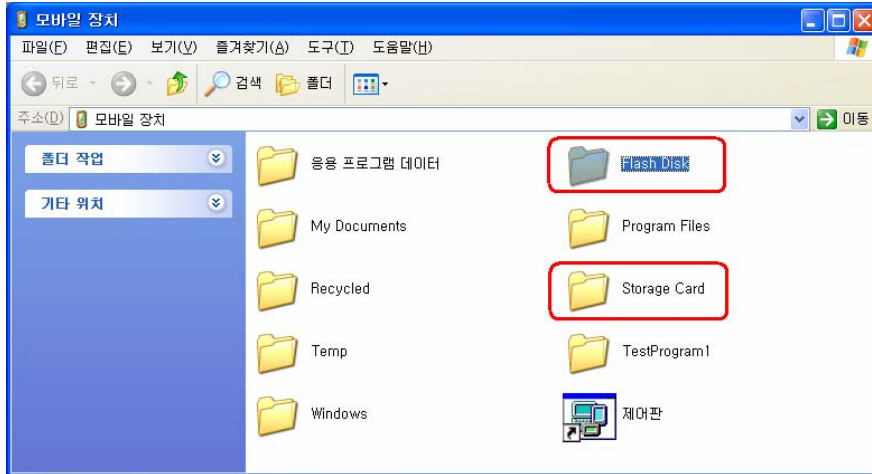 모바일 장치
파일(F) 편집(E) 보기(V) 즐겨찾기(A) 도구(T) 도움말(H)
뒤로 검색 폴더
주소(D) 모바일 장치 이동
폴더 작업
기타 위치
응용 프로그램 데이터 Flash Disk
My Documents Program Files
Recycled Storage Card
Temp TestProgram1
Windows 제어판